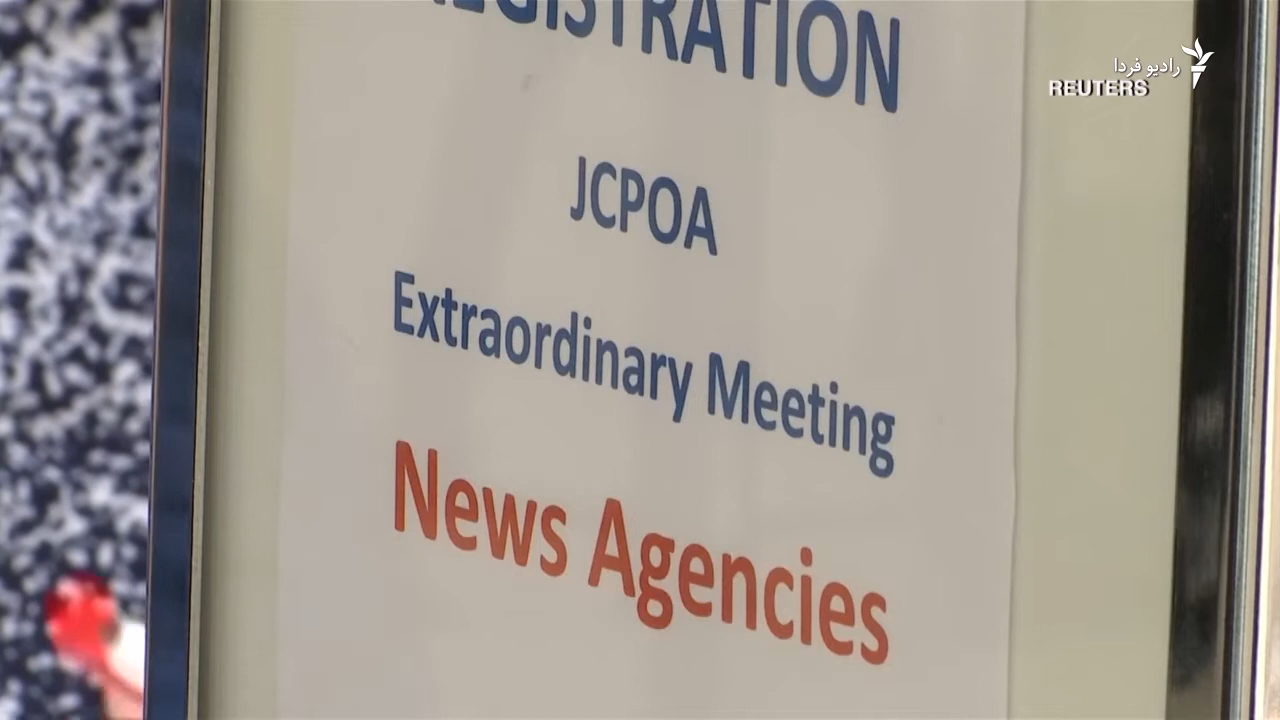 REGISTRATION
JCPOA
Extraordinary Meeting
News Agencies
رادیو فردا
REUTERS